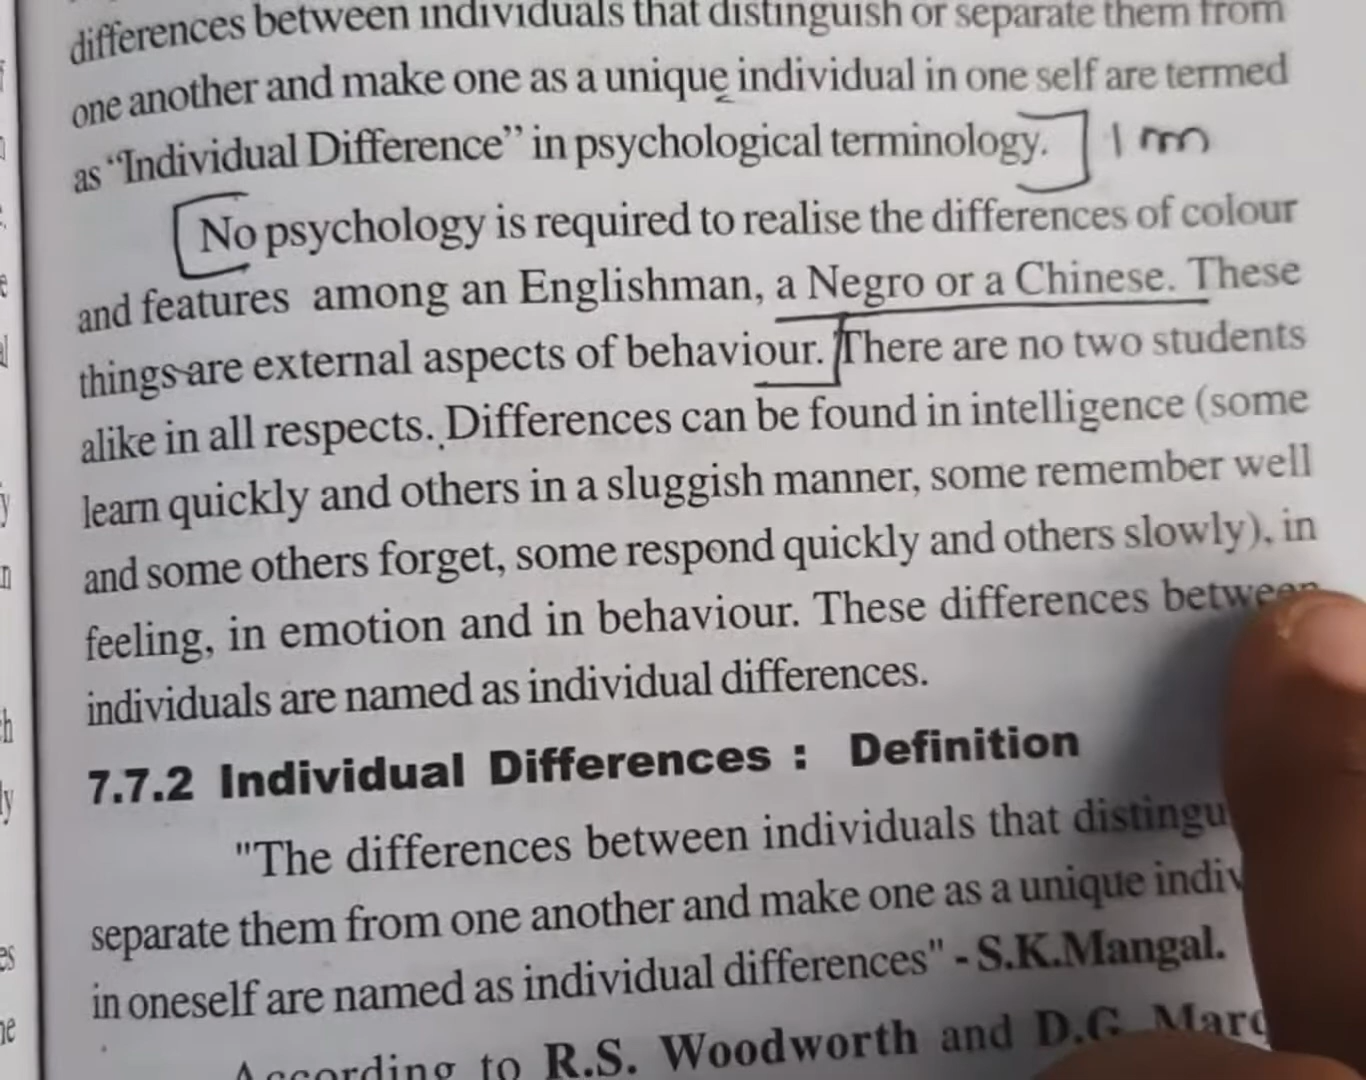 differences between individuals that distinguish or separate them from
one another and make one as a unique individual in one self are termed
as "Individual Difference" in psychological terminology. 1 m
No psychology is required to realise the differences of colour
and features among an Englishman, a Negro or a Chinese. These
things are external aspects of behaviour. There are no two students
alike in all respects. Differences can be found in intelligence (some
learn quickly and others in a sluggish manner, some remember well
and some others forget, some respond quickly and others slowly), in
feeling, in emotion and in behaviour. These differences between
individuals are named as individual differences.
7.7.2 Individual Differences : Definition
"The differences between individuals that
separate them from one another and make one as a unique
in oneself are named as individual differences" - S.K.Mangal.
According to R.S. Woodworth and D.G.